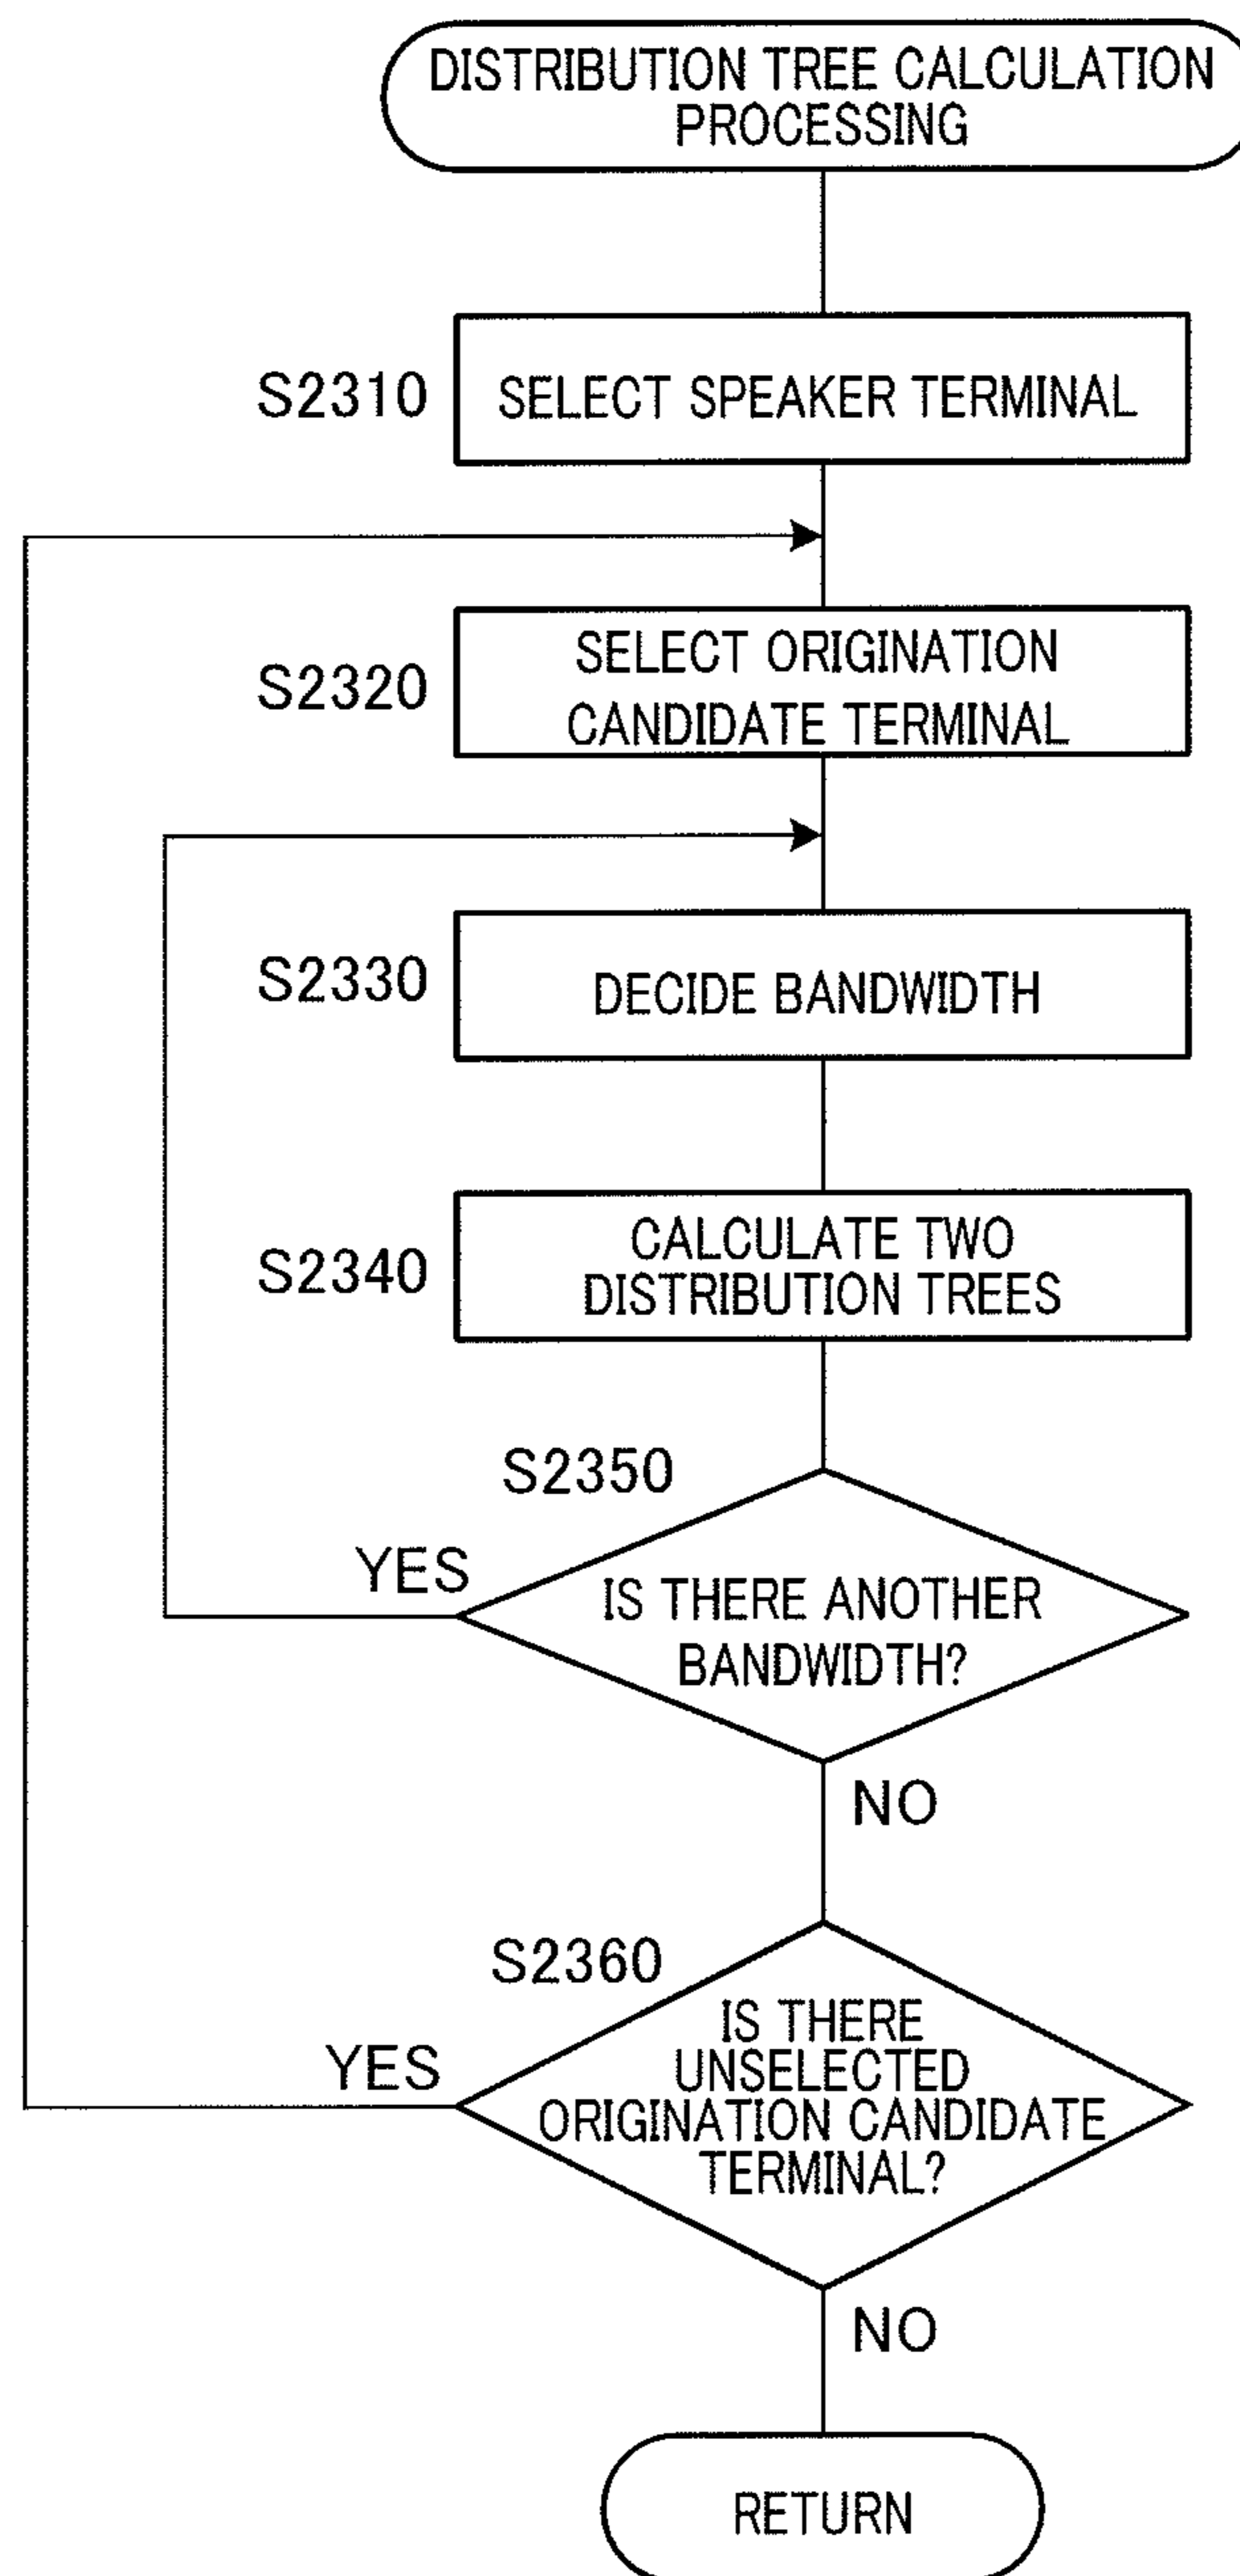 DISTRIBUTION TREE CALCULATION
PROCESSING
S2310
SELECT SPEAKER TERMINAL
S2320
SELECT ORIGINATION
CANDIDATE TERMINAL
S2330
DECIDE BANDWIDTH
S2340
CALCULATE TWO
DISTRIBUTION TREES
S2350
YES
IS THERE ANOTHER
BANDWIDTH?
NO
S2360
YES
IS THERE
UNSELECTED
ORIGINATION CANDIDATE
TERMINAL?
NO
RETURN